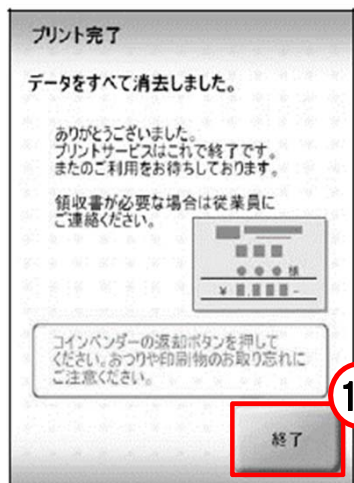 プリント完了
データをすべて消去しました。
ありがとうございました。
プリントサービスはこれで終了です。
またのご利用をお待ちしております。
領収書が必要な場合は従業員に
ご連絡ください。
様
¥
コインベンダーの返却ボタンを押して
ください。おつりや印刷物のお取り忘れに
ご注意ください。
1
終了